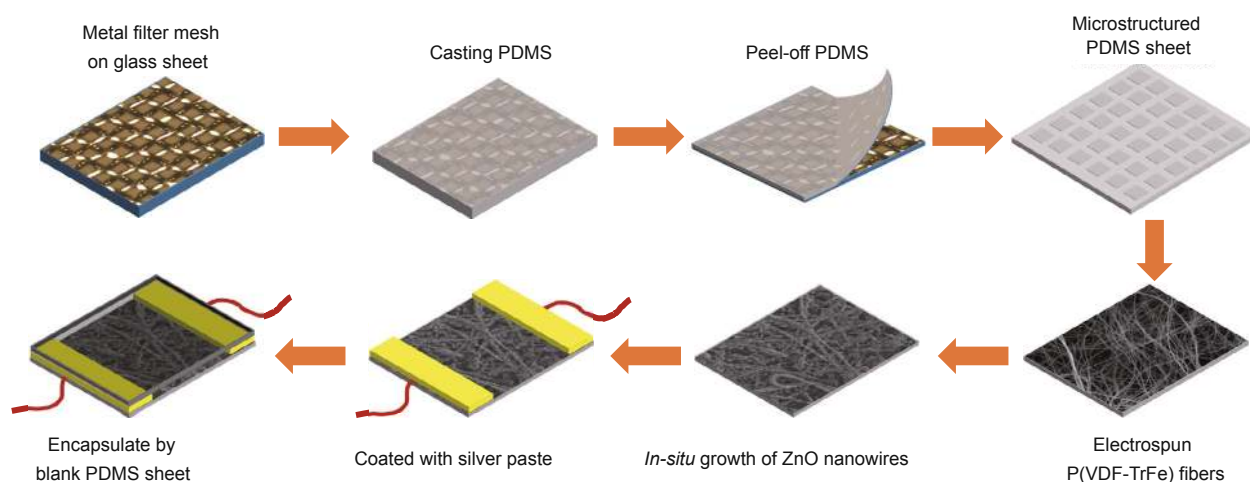 Metal filter mesh
on glass sheet
Casting PDMS
Peel-off PDMS
Microstructured
PDMS sheet
Electrospun
P(VDF-TrFe) fibers
In-situ growth of ZnO nanowires
Coated with silver paste
Encapsulate by
blank PDMS sheet